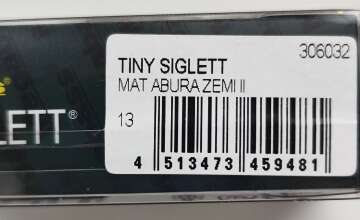 306032
TINY SIGLETT
MAT ABURA ZEMI II
LETT®
13
4 513473 459481